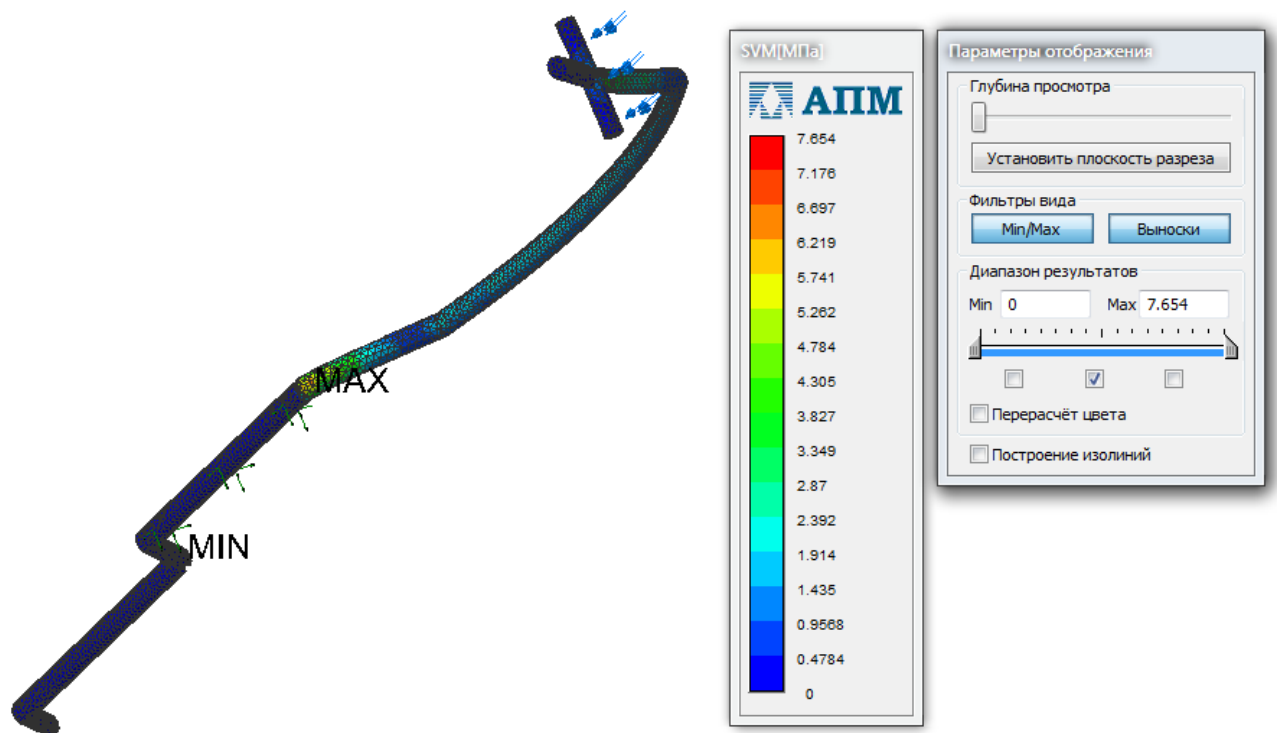 MAX
MIN
SVM[МПа]
АПМ
7.654
7.176
6.697
6.219
5.741
5.262
4.784
4.305
3.827
3.349
2.87
2.392
1.914
1.435
0.9568
0.4784
0
Параметры отображения
Глубина просмотра
Установить плоскость разреза
Фильтры вида
Min/Max Выноски
Диапазон результатов
Min 0 Max 7.654
Перерасчёт цвета
Построение изолиний